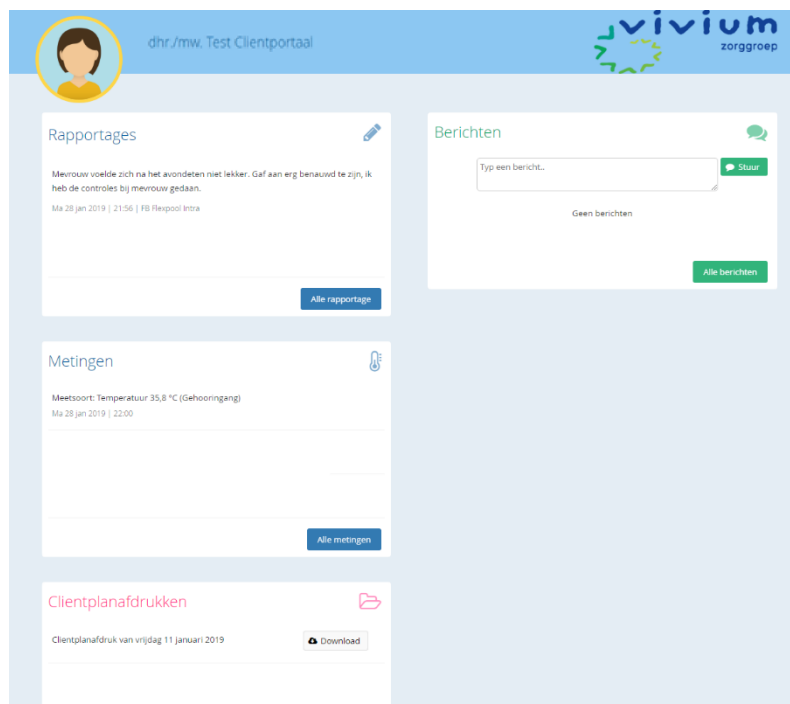 dhr./mw. Test Clientportaal
vivium
zorggroep
Rapportages
Mevrouw voelde zich na het avondeten niet lekker. Gaf aan erg benauwd te zijn, ik
heb de controles bij mevrouw gedaan.
Ma 28 jan 2019 | 21:56 | FB Flexpool Intra
Alle rapportage
Berichten
Typ een bericht..
Stuur
Geen berichten
Alle berichten
Metingen
Meetsoort: Temperatuur 35,8 °C (Gehooringang)
Ma 28 jan 2019 | 22:00
Alle metingen
Clientplanafdrukken
Clientplanafdruk van vrijdag 11 januari 2019
Download